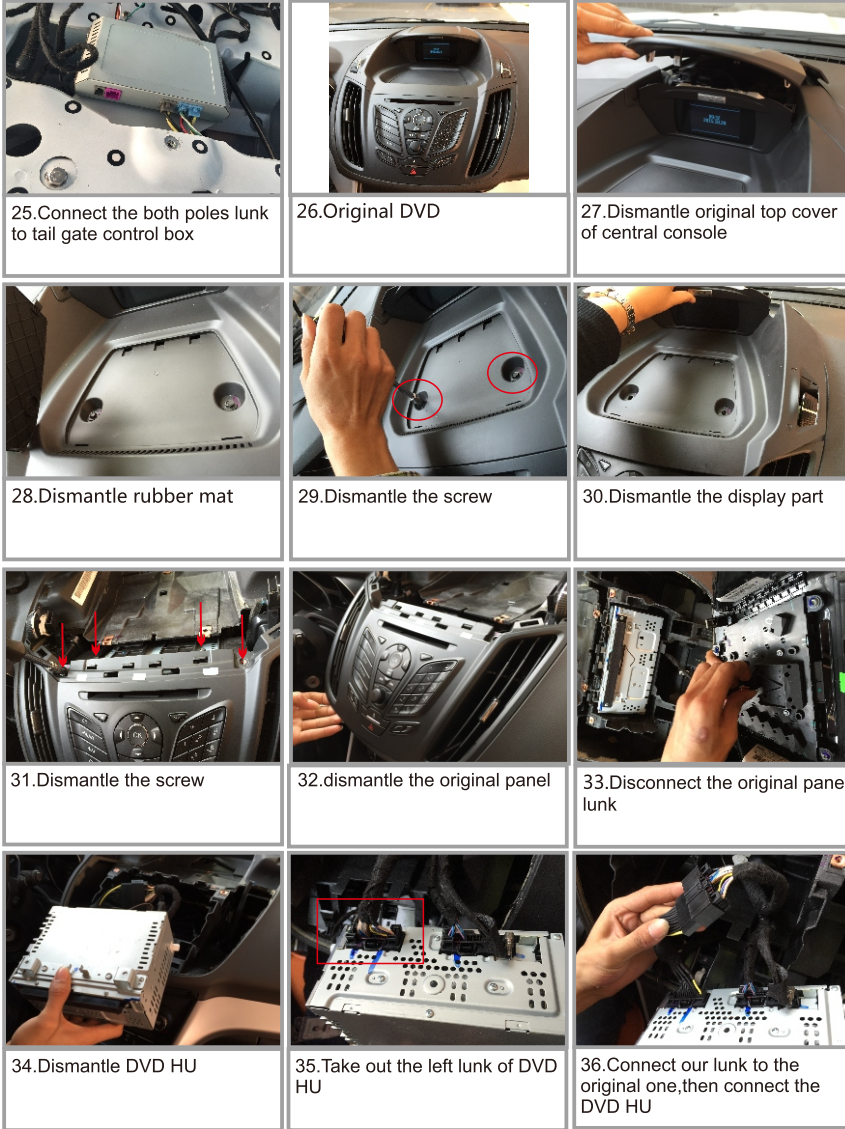 25.Connect the both poles lunk
to tail gate control box
26.Original DVD
27.Dismantle original top cover
of central console
28.Dismantle rubber mat
29.Dismantle the screw
30.Dismantle the display part
OK
31.Dismantle the screw
32.dismantle the original panel
33.Disconnect the original pane
lunk
34.Dismantle DVD HU
35.Take out the left lunk of DVD
HU
36.Connect our lunk to the
original one,then connect the
DVD HU